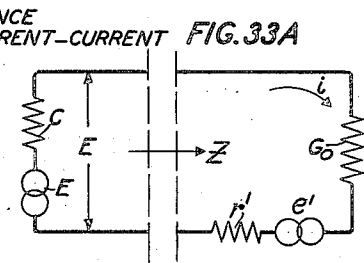 NCE
RENT-CURRENT FIG. 33A
i
C
E
Z
G₀
E
r'
e'